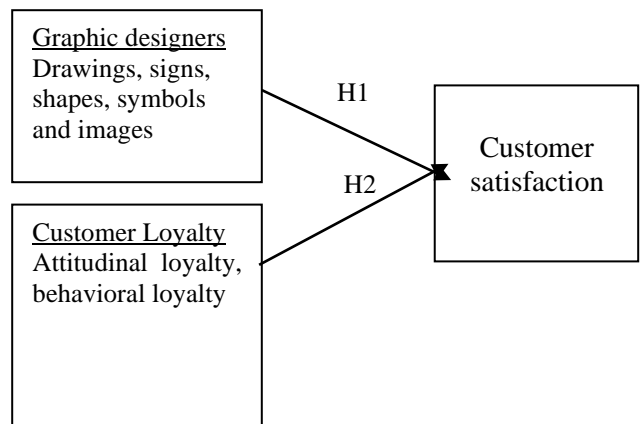 Graphic designers
Drawings, signs,
shapes, symbols
and images
H1
Customer
satisfaction
H2
Customer Loyalty
Attitudinal loyalty,
behavioral loyalty